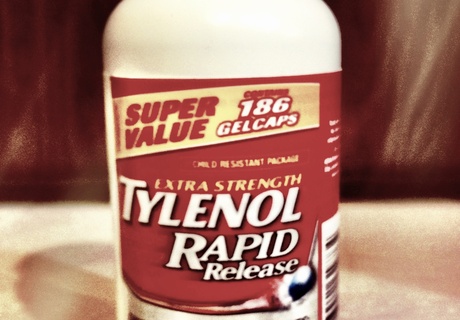 SUPER
VALUE
CONTAINS
186
GELCAPS
CHILD RESISTANT PACKAGE
EXTRA STRENGTH
TYLENOL
RAPID
Release